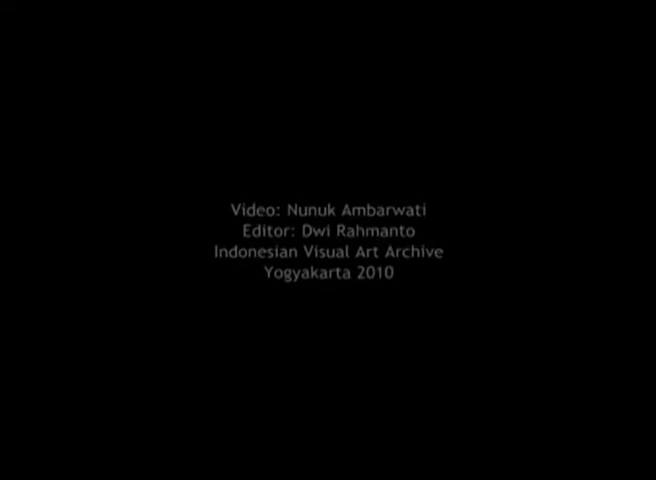 Video: Nunuk Ambarwati
Editor: Dwi Rahmanto
Indonesian Visual Art Archive
Yogyakarta 2010